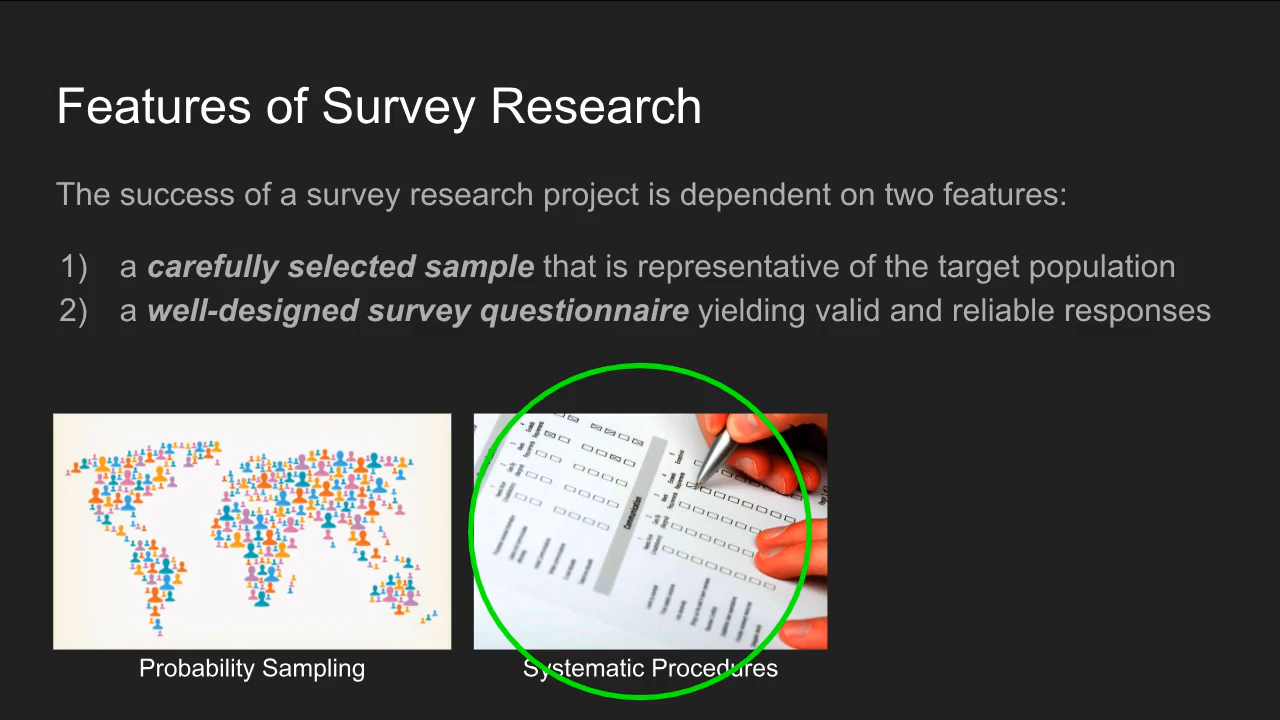 Features of Survey Research
The success of a survey research project is dependent on two features:
1) a carefully selected sample that is representative of the target population
2) a well-designed survey questionnaire yielding valid and reliable responses
Communication
Probability Sampling
Systematic Procedures